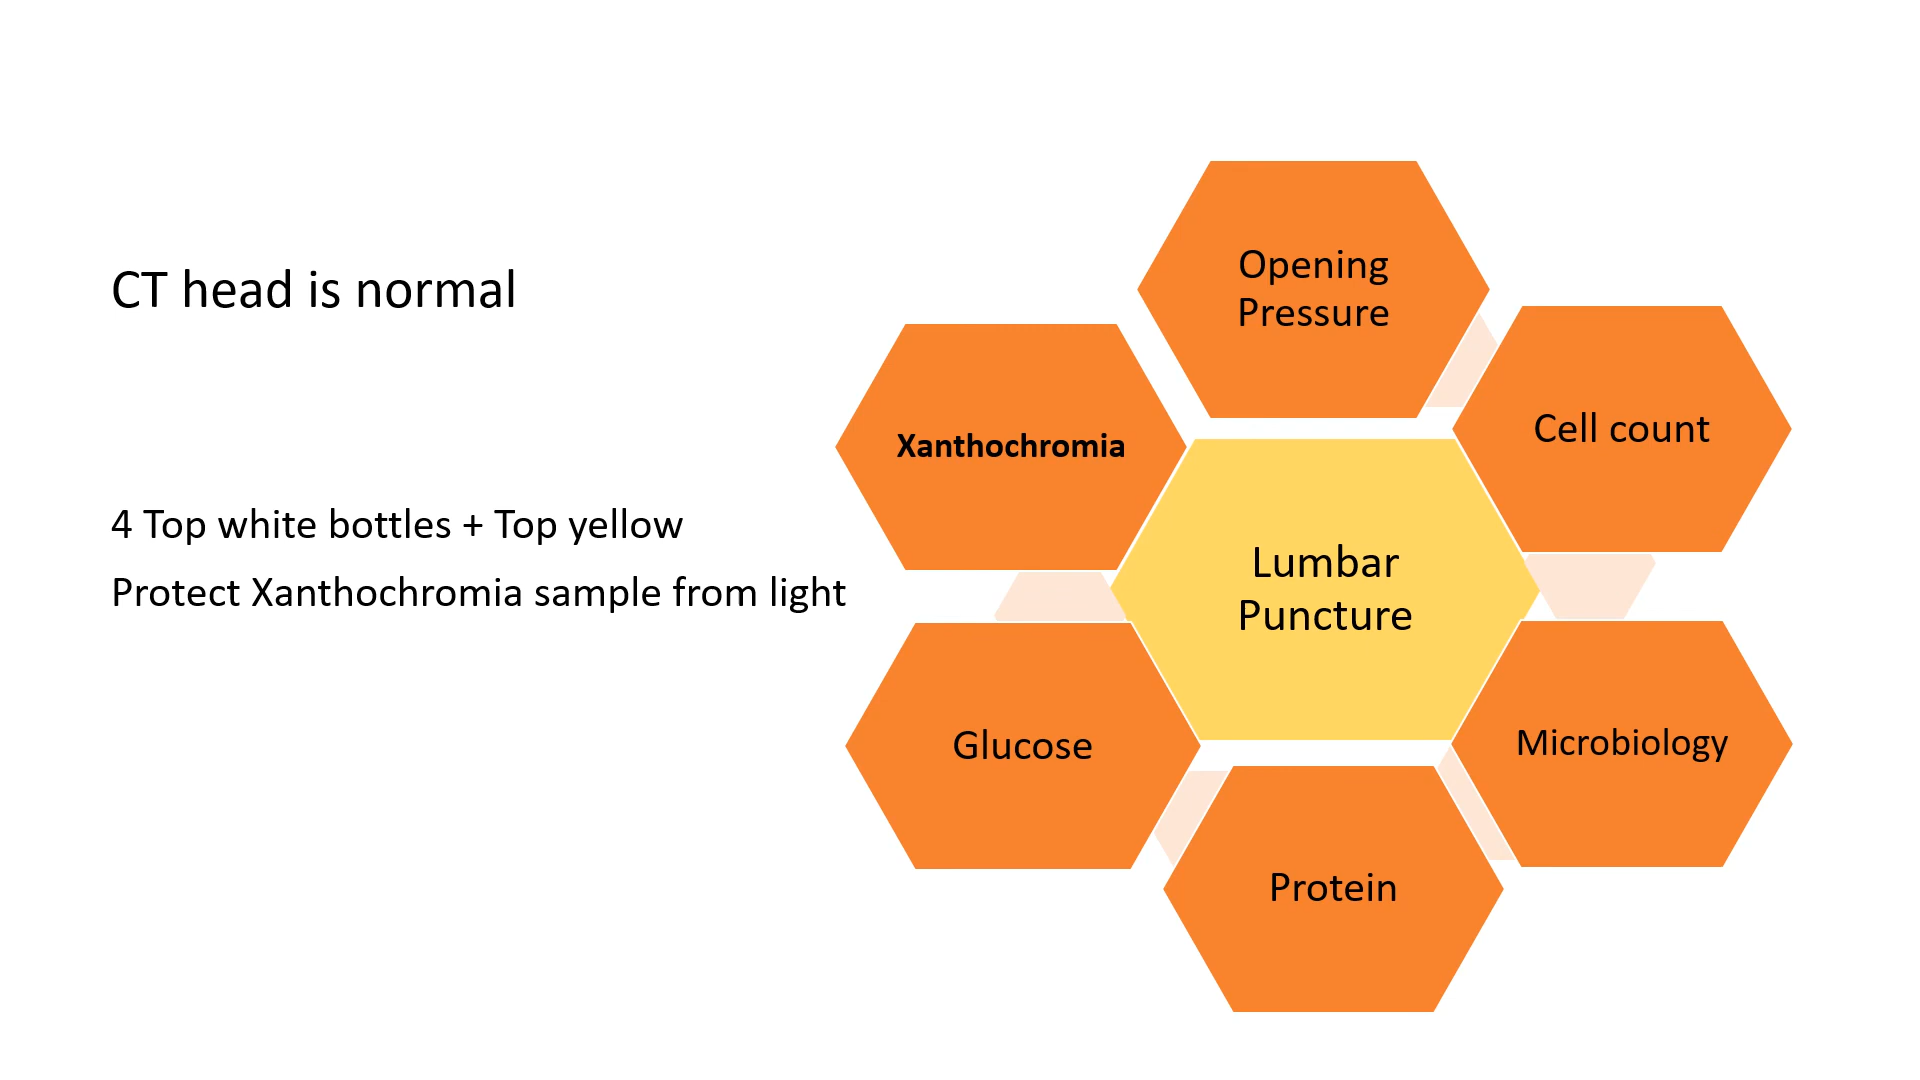 CT head is normal
4 Top white bottles + Top yellow
Protect Xanthochromia sample from light
Opening
Pressure
Cell count
Microbiology
Protein
Glucose
Xanthochromia
Lumbar
Puncture